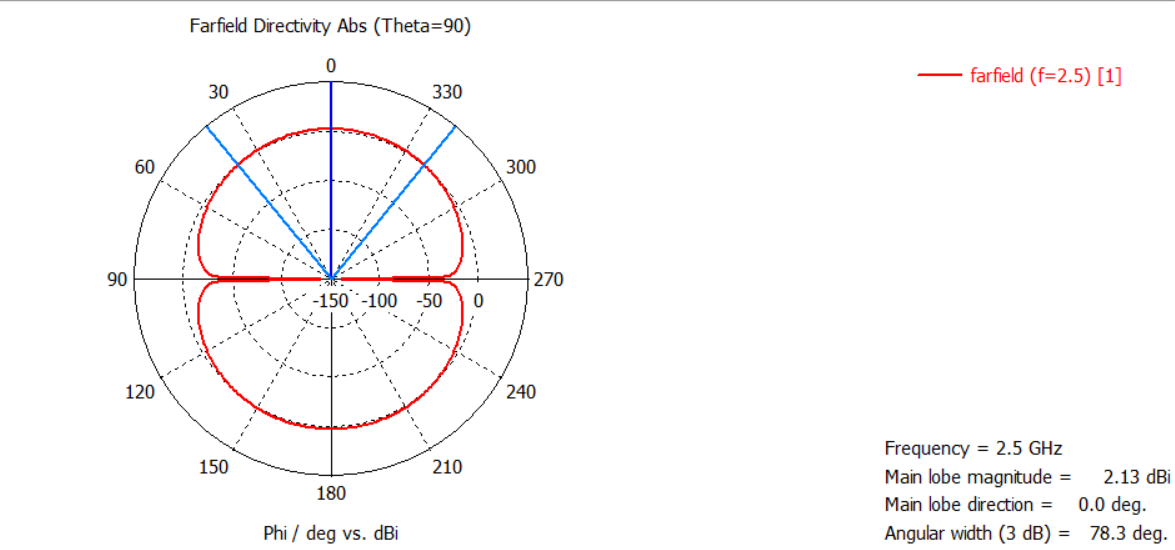 Farfield Directivity Abs (Theta=90)
farfield (f=2.5) [1]
0
30
330
60
300
90
270
-150 -100 -50 0
120
240
150
210
180
Phi / deg vs. dBi
Frequency = 2.5 GHz
Main lobe magnitude = 2.13 dBi
Main lobe direction = 0.0 deg.
Angular width (3 dB) = 78.3 deg.